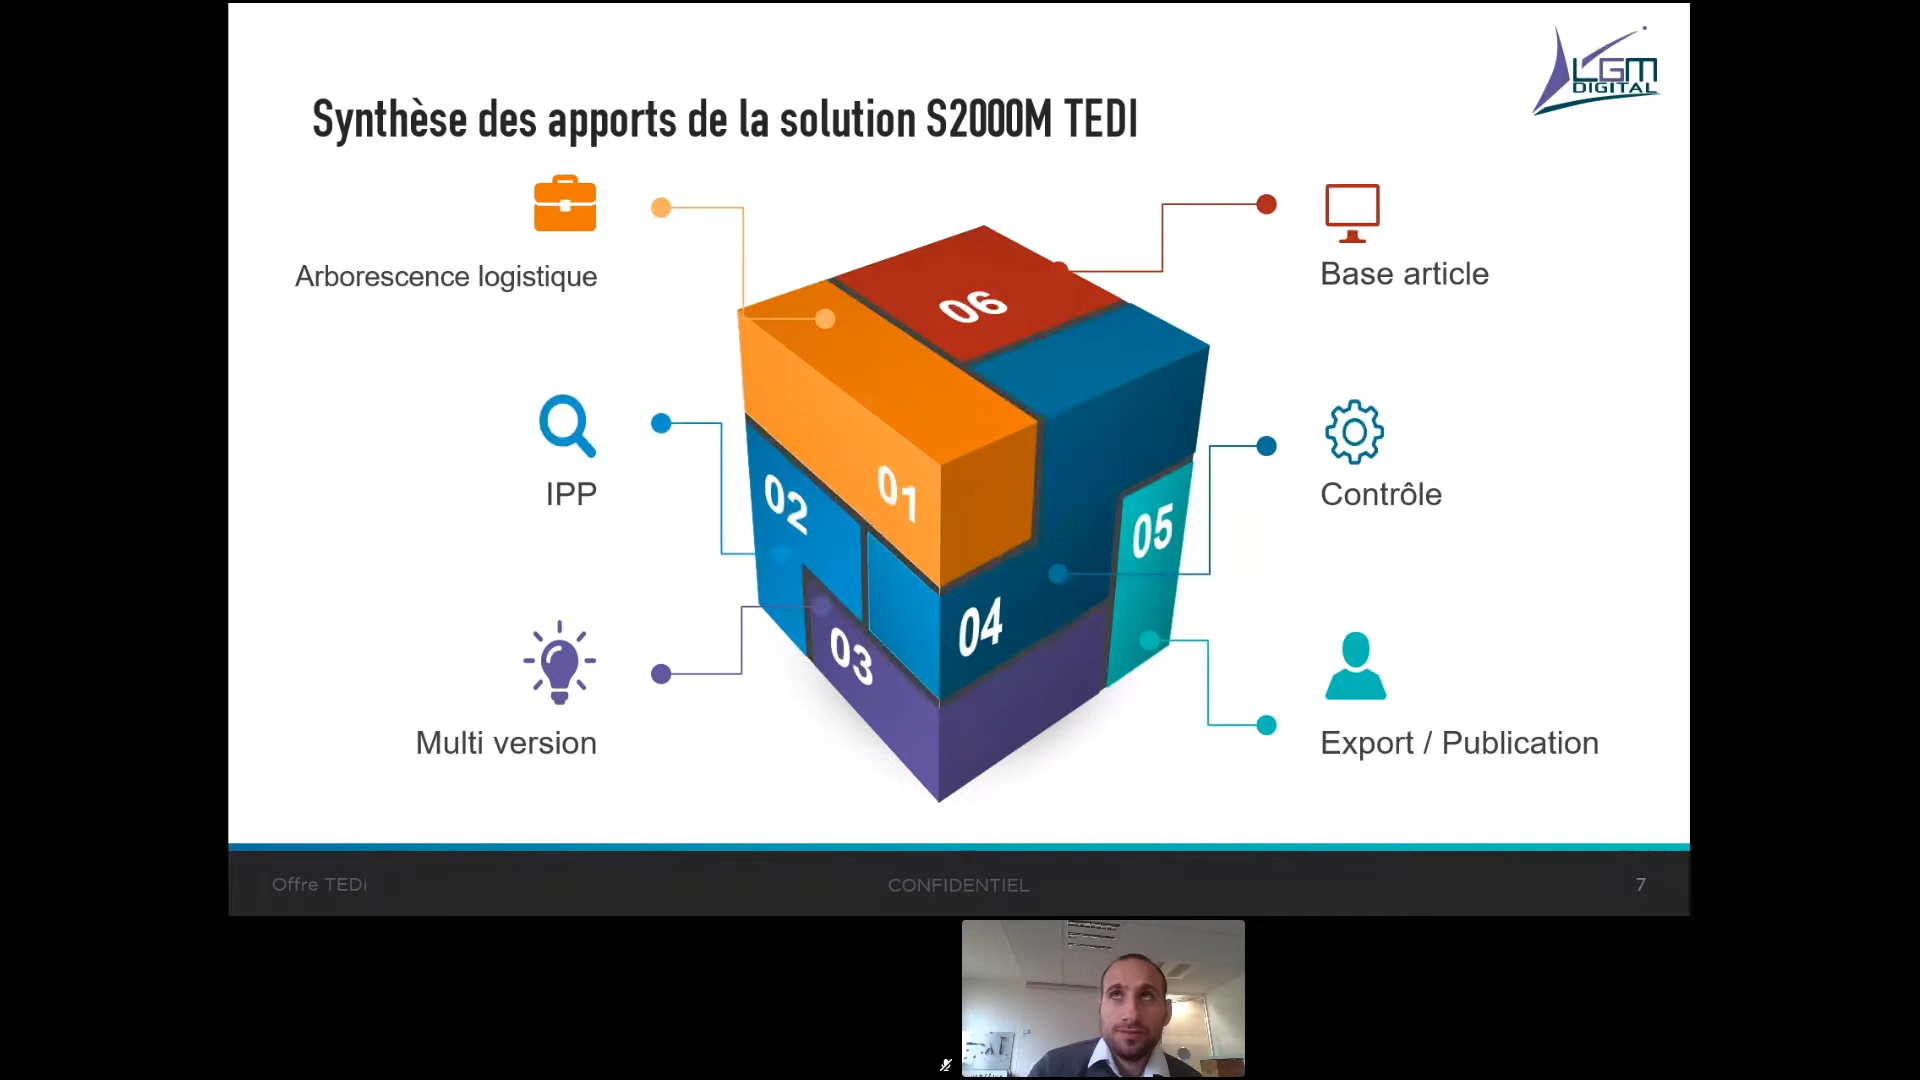 LGM
DIGITAL
Synthèse des apports de la solution S2000M TEDI
Arborescence logistique
Base article
06
IPP
Contrôle
01
02
05
04
03
Multi version
Export / Publication
Offre TEDi
CONFIDENTIEL
7